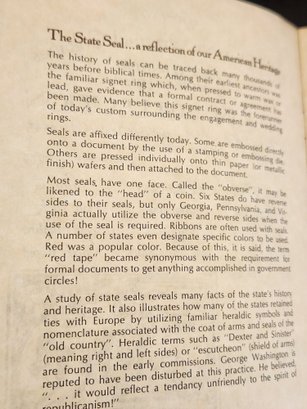 The State Seal...a reflection of our American Heritage
The history of seals can be traced back many thousands of
years before biblical times. Among their earliest ancestors was
the familiar signet ring which, when pressed to warm wax or
lead, gave evidence that a formal contract or agreement had
been made. Many believe this signet ring was the forerunner
of today's custom surrounding the engagement and wedding
rings.
Seals are affixed differently today. Some are embossed directly
onto a document by the use of a stamping or embossing die.
Others are pressed individually onto thin paper (or metallic
finish) wafers and then attached to the document.
Most seals, have one face. Called the "obverse", it may be
likened to the "head" of a coin. Six States do have reverse
sides to their seals, but only Georgia, Pennsylvania, and Vir-
ginia actually utilize the obverse and reverse sides when the
use of the seal is required. Ribbons are often used with seals.
A number of states even designate specific colors to be used.
Red was a popular color. Because of this, it is said, the term
"red tape" became synonymous with the requirement for
formal documents to get anything accomplished in government
circles!
A study of state seals reveals many facts of the state's history
and heritage. It also illustrates how many of the states retained
ties with Europe by utilizing familiar heraldic symbols and
nomenclature associated with the coat of arms and seals of the
"old country". Heraldic terms such as "Dexter and Sinister"
(meaning right and left sides) or "escutcheon" (shield of arms)
are found in the early commissions. George Washington is
reputed to have been disturbed at this practice. He believed
". . . it would reflect a tendancy unfriendly to the spirit of
republicanism!"